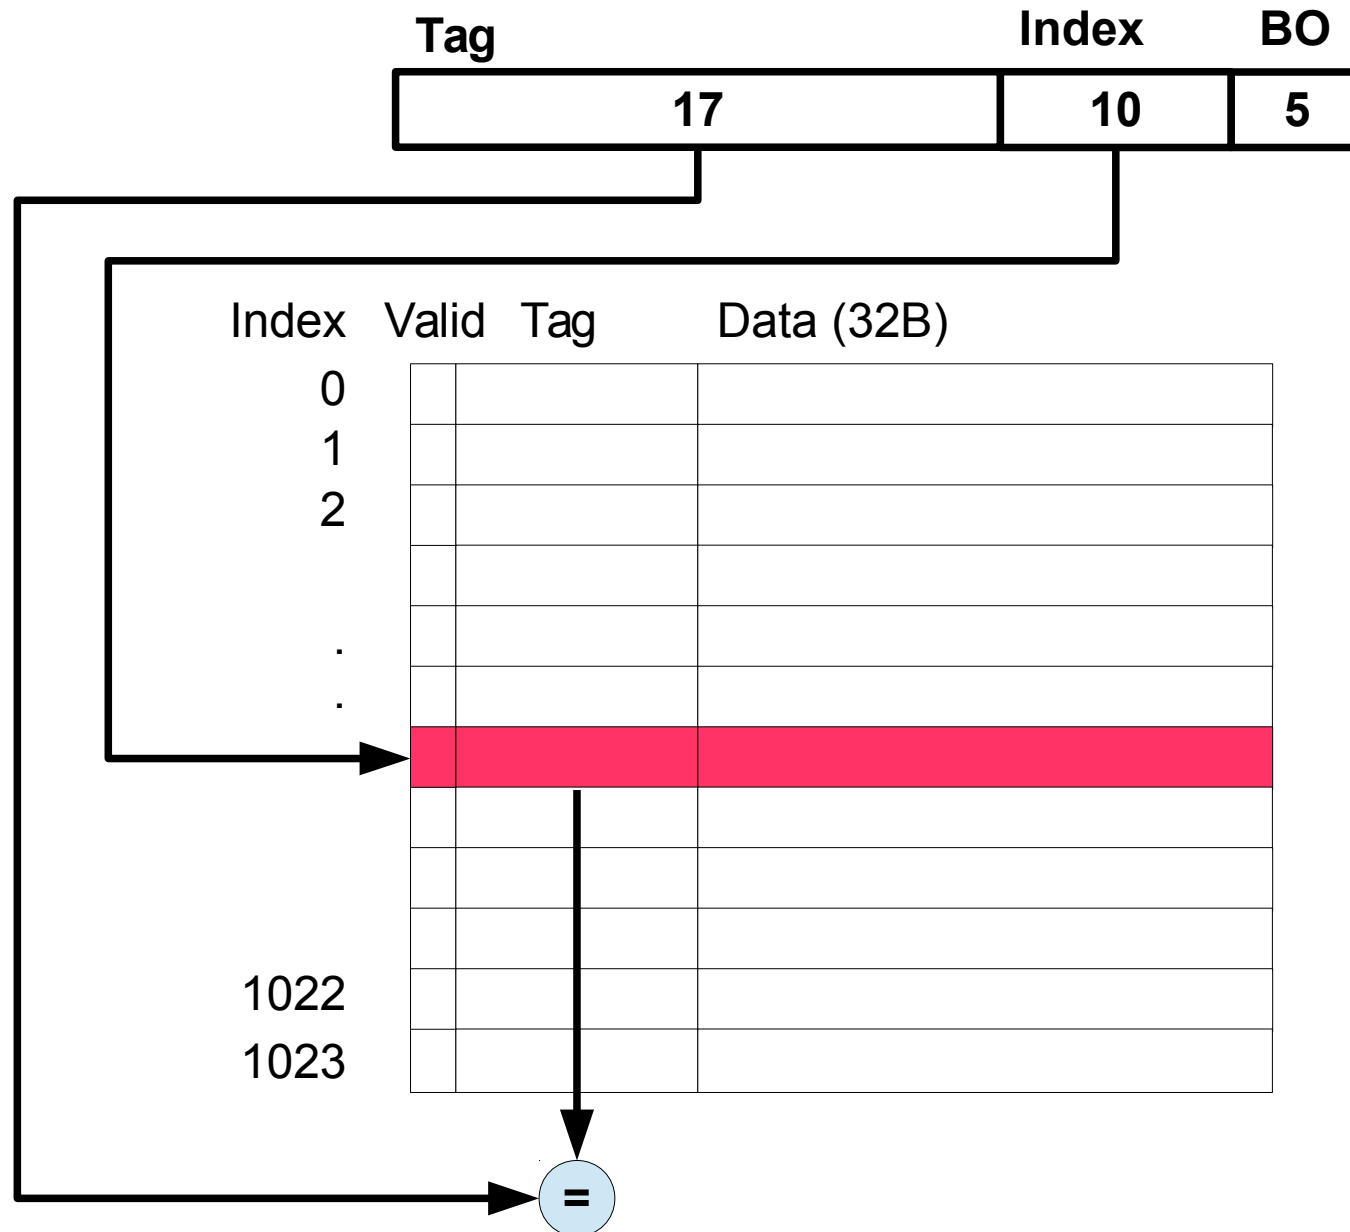 Tag Index BO
17 10 5
Index Valid Tag Data (32B)
0
1
2
.
.
1022
1023
=